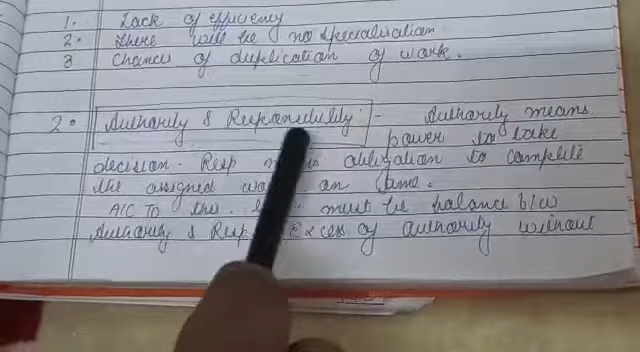 1. Lack of efficiency
2. There will be no specialisation
3 Chances of duplication of work.
2. Authority & Responsibility - Authority means
power to take
decision. Resp obligation to complete
the assigned on time.
A/C To this must be balance b/w
Authority & Resp Excess of authority without